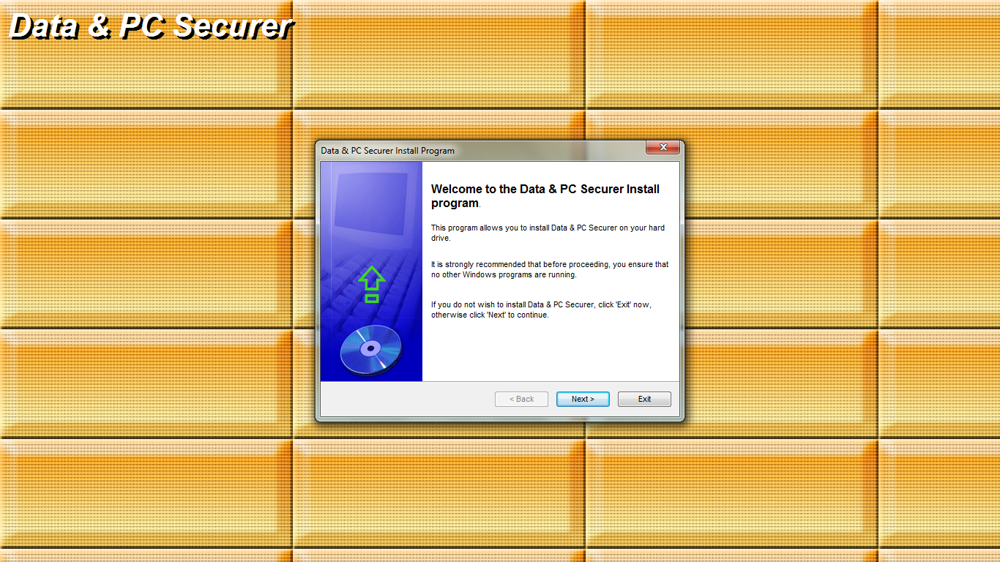 Data & PC Securer
Data & PC Securer Install Program
Welcome to the Data & PC Securer Install
program.
This program allows you to install Data & PC Securer on your hard
drive.
It is strongly recommended that before proceeding, you ensure that
no other Windows programs are running.
If you do not wish to install Data & PC Securer, click 'Exit' now,
otherwise click 'Next' to continue.
< Back
Next >
Exit